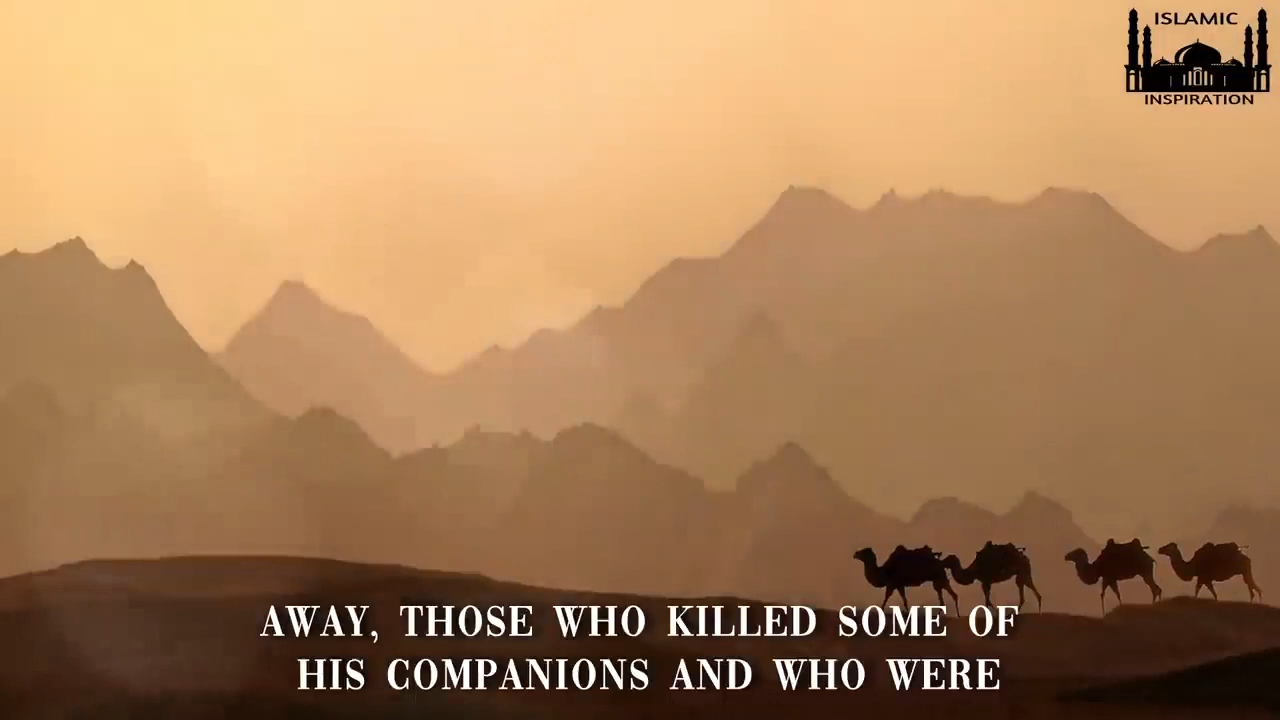 ISLAMIC
INSPIRATION
AWAY, THOSE WHO KILLED SOME OF
HIS COMPANIONS AND WHO WERE